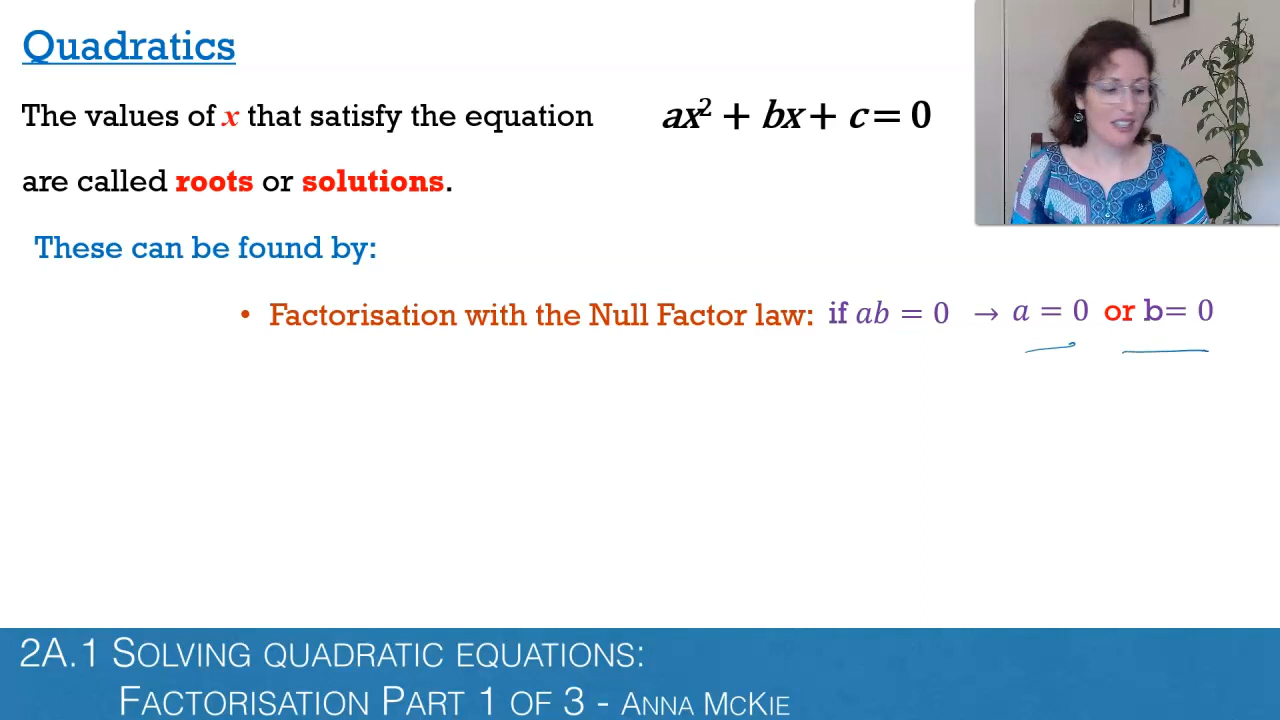 Quadratics
The values of x that satisfy the equation ax² + bx + c = 0
are called roots or solutions.
These can be found by:
• Factorisation with the Null Factor law: if ab = 0 → a = 0 or b= 0
2A.1 Solving quadratic equations:
Factorisation Part 1 of 3 - Anna McKie